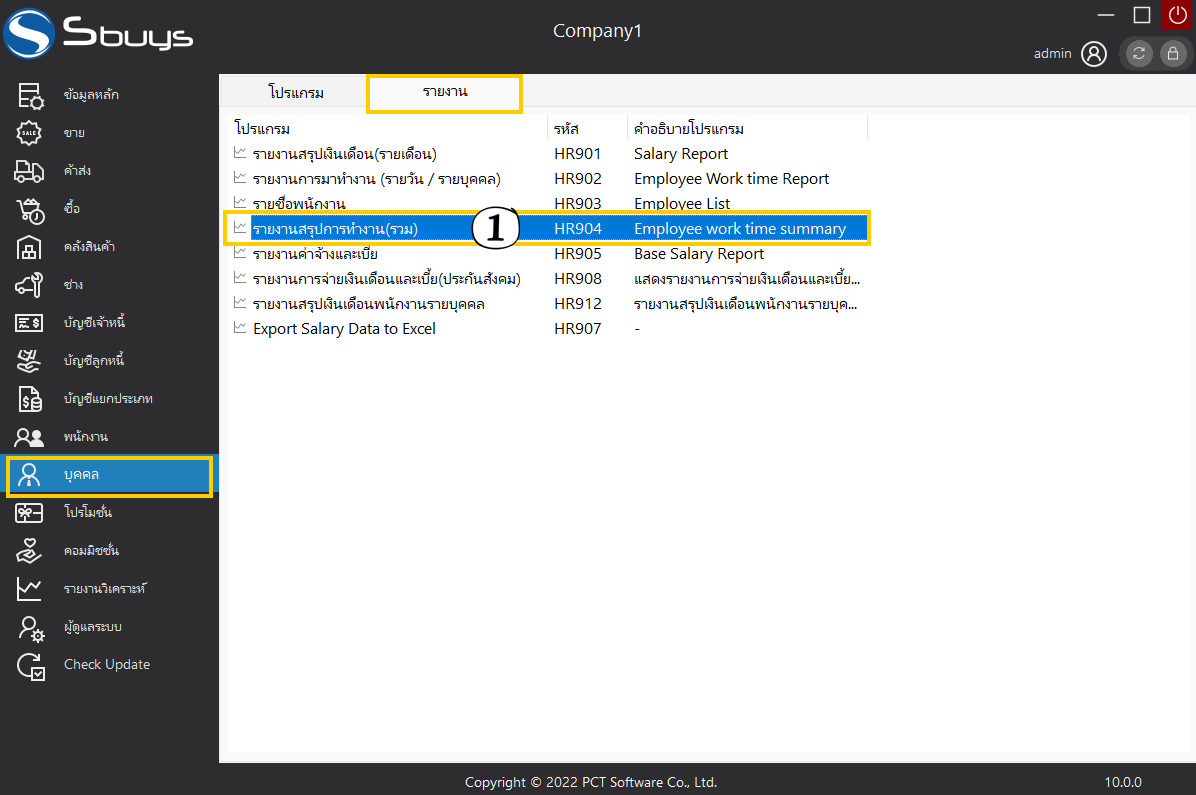 Sbuys
Company1
admin
ข้อมูลหลัก
ขาย
ค้าส่ง
ซื้อ
คลังสินค้า
ช่าง
บัญชีเจ้าหนี้
บัญชีลูกหนี้
บัญชีแยกประเภท
พนักงาน
บุคคล
โปรโมชั่น
คอมมิชชั่น
รายงานวิเคราะห์
ผู้ดูแลระบบ
Check Update
โปรแกรม รายงาน
โปรแกรม รหัส คำอธิบายโปรแกรม
รายงานสรุปเงินเดือน(รายเดือน) HR901 Salary Report
รายงานการมาทำงาน (รายวัน / รายบุคคล) HR902 Employee Work time Report
รายชื่อพนักงาน HR903 Employee List
รายงานสรุปการทำงาน(รวม) 1 HR904 Employee work time summary
รายงานค่าจ้างและเบี้ย HR905 Base Salary Report
รายงานการจ่ายเงินเดือนและเบี้ย(ประกันสังคม) HR908 แสดงรายงานการจ่ายเงินเดือนและเบี้ย...
รายงานสรุปเงินเดือนพนักงานรายบุคคล HR912 รายงานสรุปเงินเดือนพนักงานรายบุค...
Export Salary Data to Excel HR907 -
Copyright © 2022 PCT Software Co., Ltd.
10.0.0